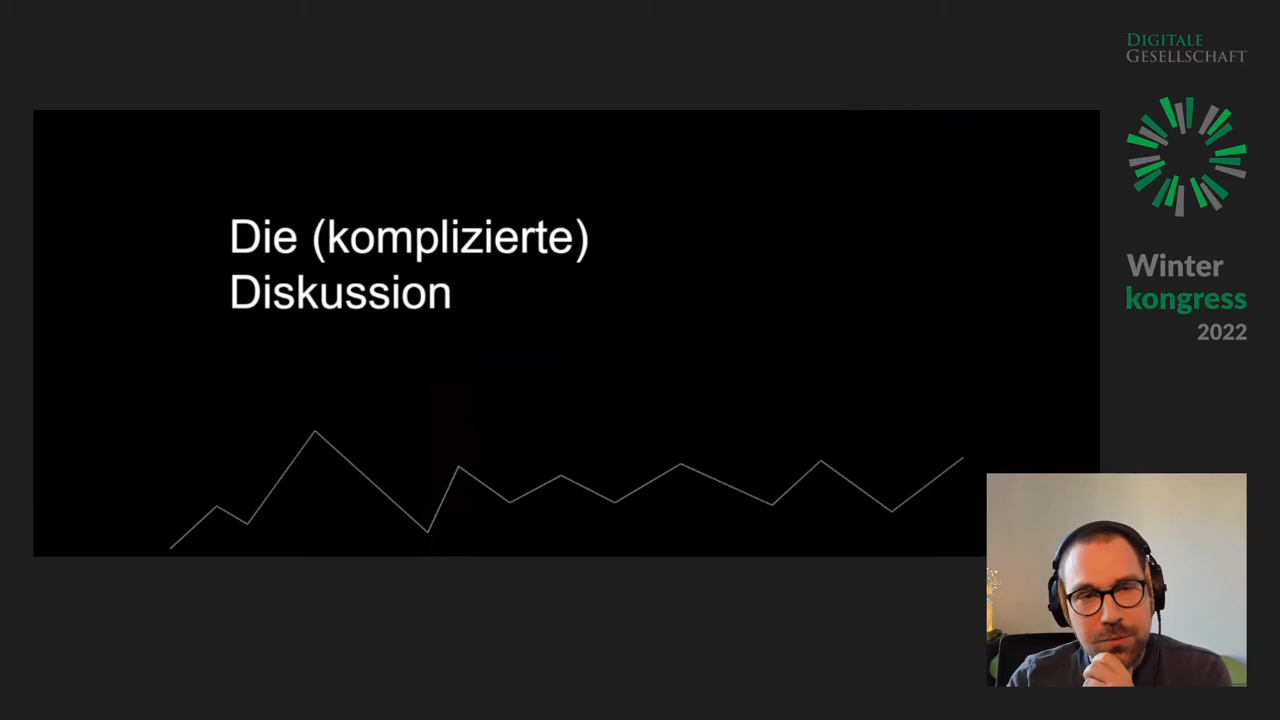 Die (komplizierte)
Diskussion
DIGITALE
GESELLSCHAFT
Winter
kongress
2022